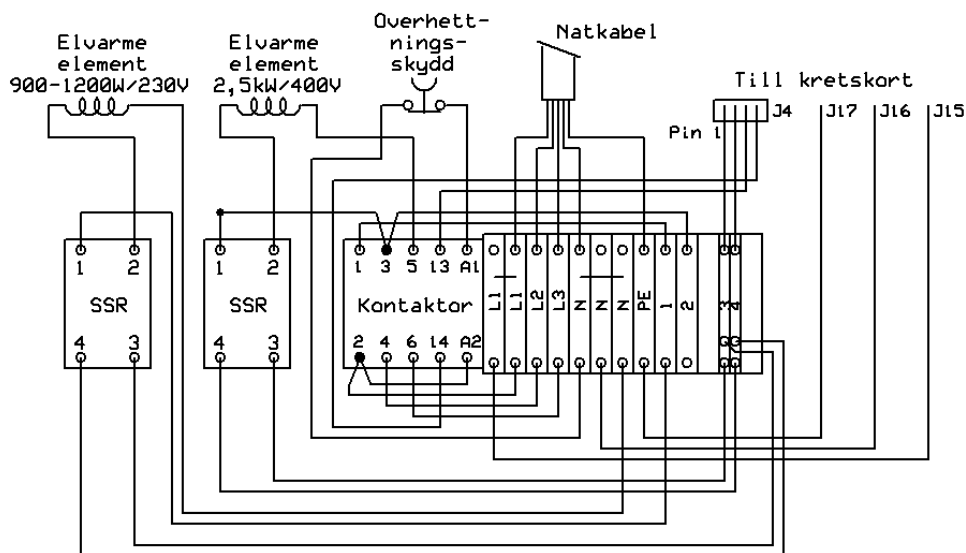 Elvarme
element
900-1200W/230V
Elvarme
element
2,5kW/400V
Overhett-
nings-
skydd
Natkabel
Till kretskort
J4
J17
J16
J15
Pin 1
1
2
SSR
4
3
1
2
SSR
4
3
1
3
5
13
A1
Kontaktor
2
4
6
14
A2
L1
L1
L2
L3
N
N
N
PE
1
2
3
4